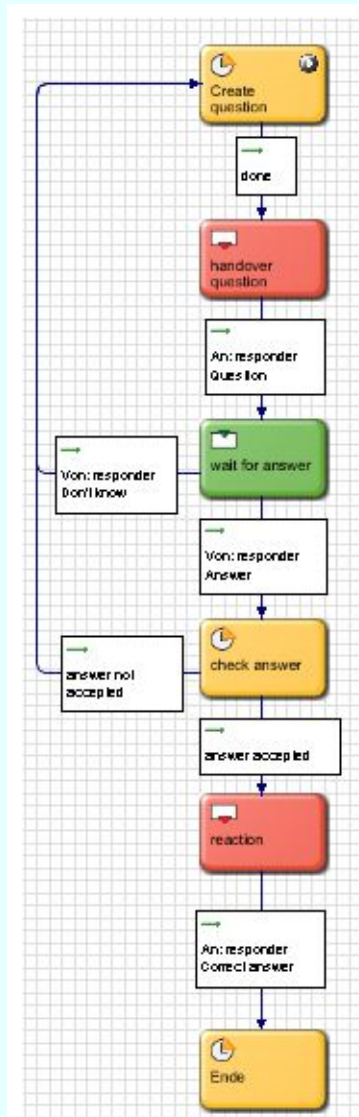 Create
question
done
handover
question
An: responder
Question
wait for answer
Von: responder
Don't know
Von: responder
Answer
check answer
answer not
accepted
answer accepted
reaction
An: responder
Correct answer
Ende